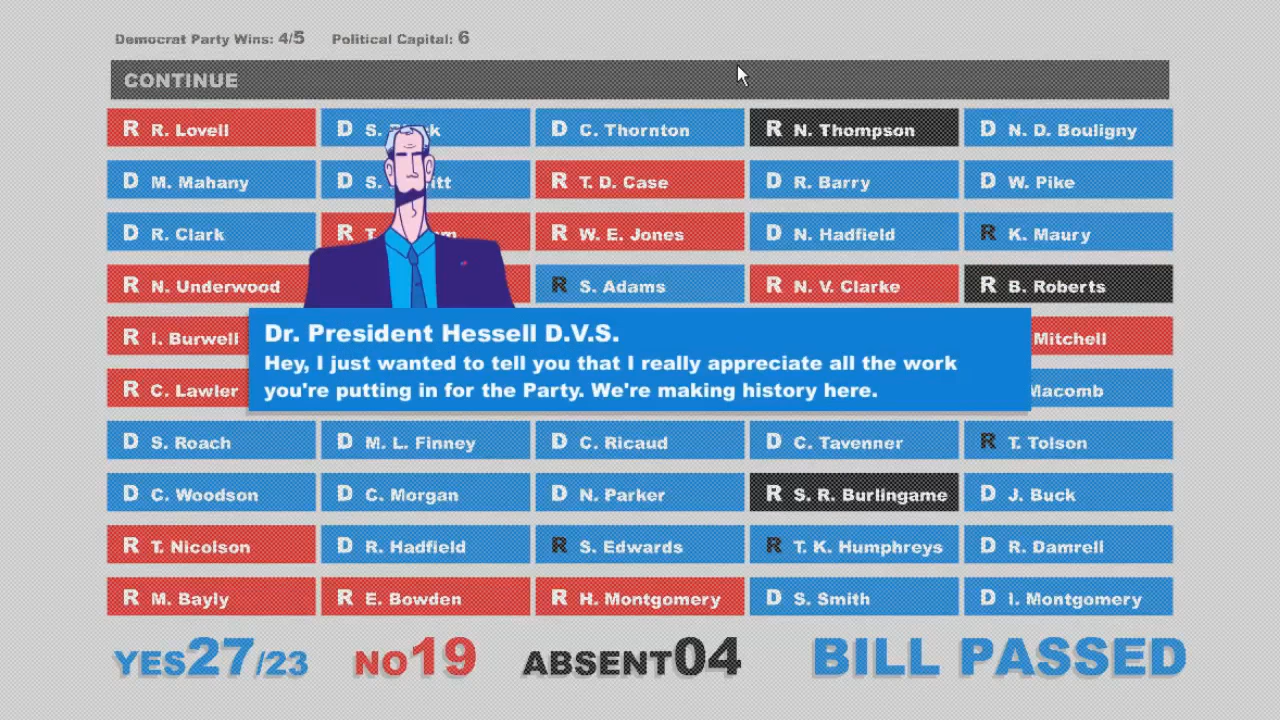 Democrat Party Wins: 4/5 Political Capital: 6
CONTINUE
R R. Lovell D S. D C. Thornton R N. Thompson D N. D. Bouligny
D M. Mahany D S. R T. D. Case D R. Barry D W. Pike
D R. Clark R T. R W. E. Jones D N. Hadfield R K. Maury
R N. Underwood R S. Adams R N. V. Clarke R B. Roberts
R I. Burwell Mitchell
R C. Lawler Macomb
Dr. President Hessell D.V.S.
Hey, I just wanted to tell you that I really appreciate all the work
you're putting in for the Party. We're making history here.
D S. Roach D M. L. Finney D C. Ricaud D C. Tavenner R T. Tolson
D C. Woodson D C. Morgan D N. Parker R S. R. Burlingame D J. Buck
R T. Nicolson D R. Hadfield R S. Edwards R T. K. Humphreys D R. Damrell
R M. Bayly R E. Bowden R H. Montgomery D S. Smith D I. Montgomery
YES27/23 NO19 ABSENT04 BILL PASSED